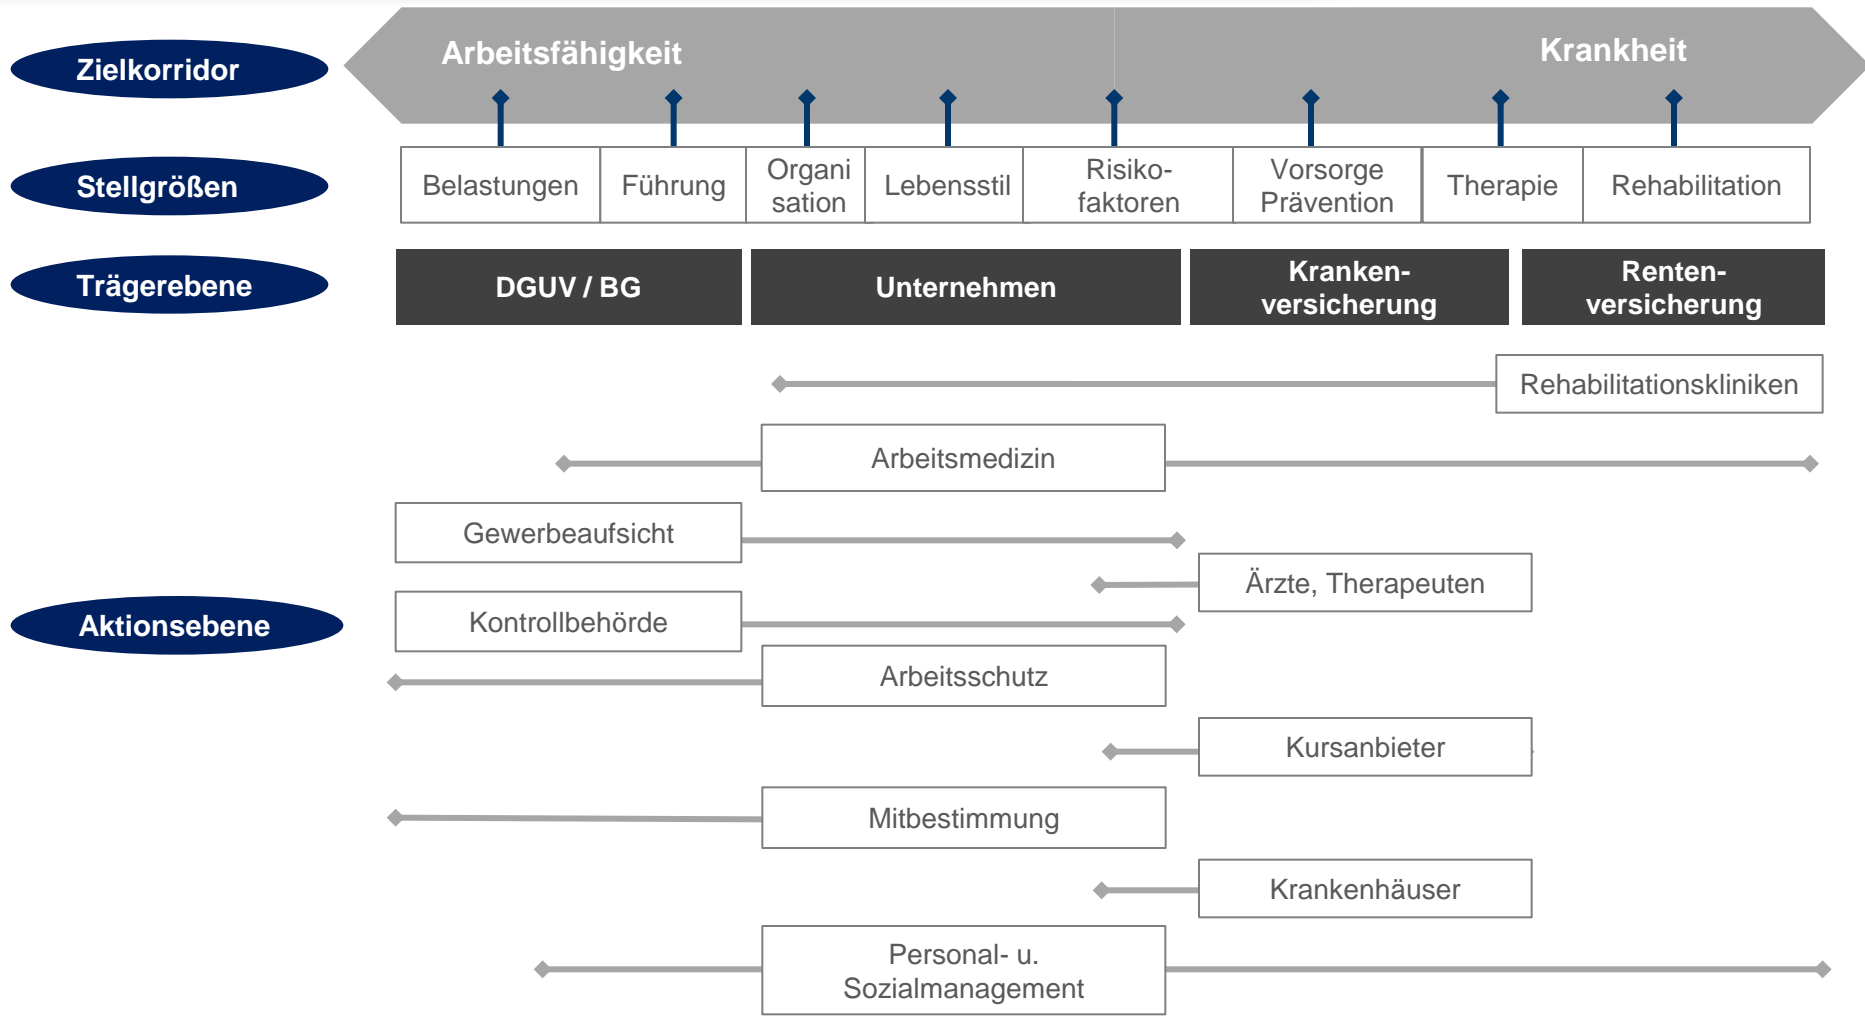 Zielkorridor
Arbeitsfähigkeit
Krankheit
Stellgrößen
Belastungen
Führung
Organi
sation
Lebensstil
Risiko-
faktoren
Vorsorge
Prävention
Therapie
Rehabilitation
Trägerebene
DGUV / BG
Unternehmen
Kranken-
versicherung
Renten-
versicherung
Aktionsebene
Rehabilitationskliniken
Arbeitsmedizin
Gewerbeaufsicht
Ärzte, Therapeuten
Kontrollbehörde
Arbeitsschutz
Kursanbieter
Mitbestimmung
Krankenhäuser
Personal- u.
Sozialmanagement